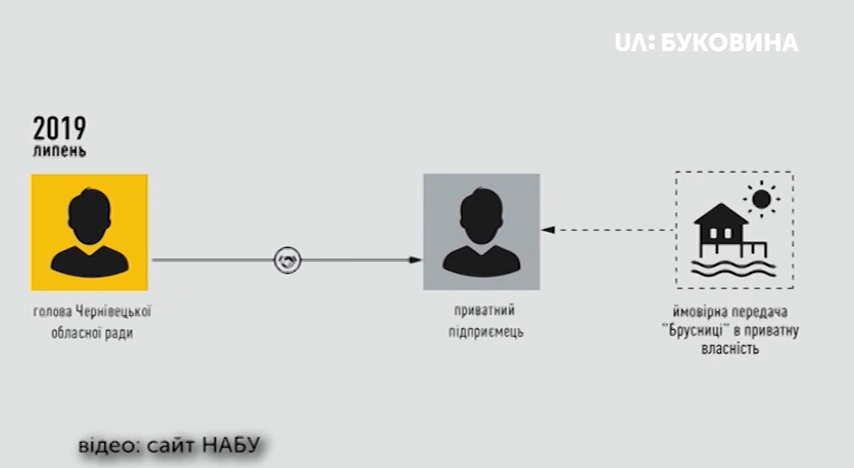 UA: БУКОВИНА
2019
липень
голова Чернівецької
обласної ради
приватний
підприємець
ймовірна передача
"Брусниці" в приватну
власність
відео: сайт НАБУ